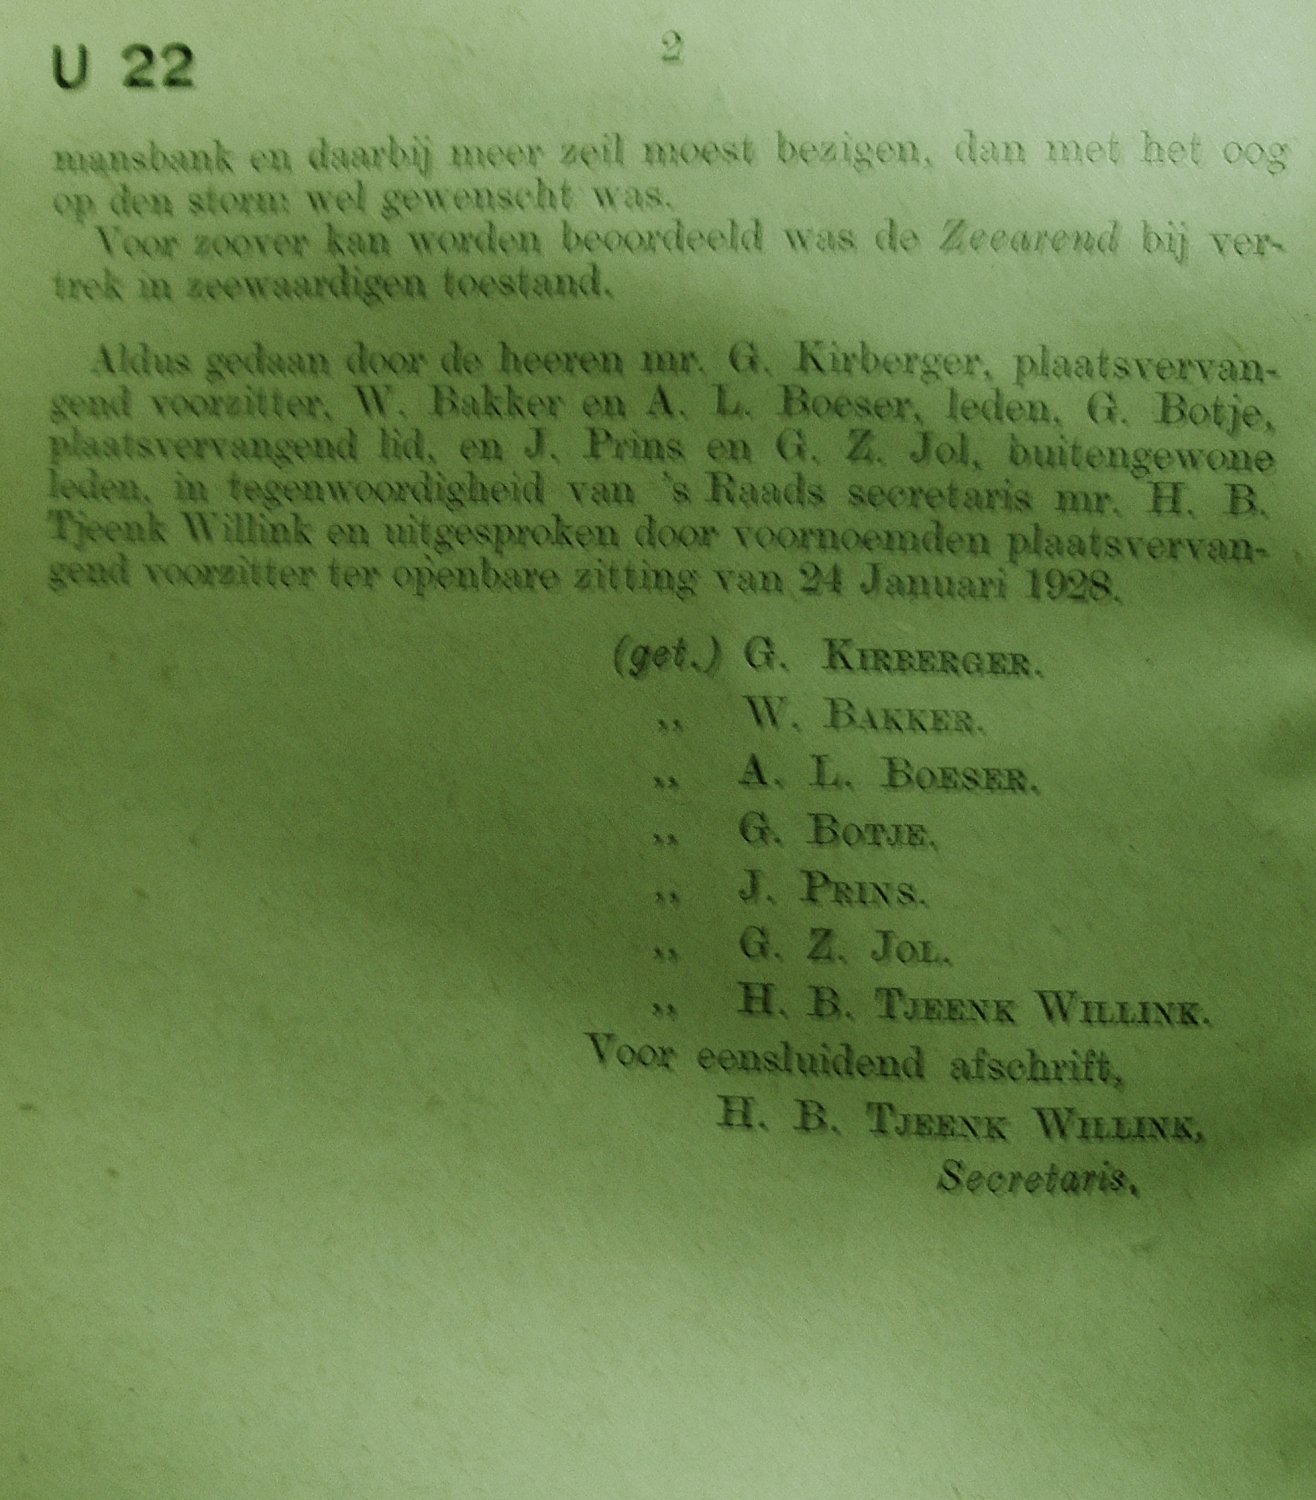 U 22
2
mansbank en daarbij meer zeil moest bezigen, dan met het oog
op den storm wel gewenscht was.
Voor zoover kan worden beoordeeld was de Zeearend bij ver-
trek in zeewaardigen toestand.
Aldus gedaan door de heeren mr. G. Kirberger, plaatsvervan-
gend voorzitter, W. Bakker en A. L. Boeser, leden, G. Botje,
plaatsvervangend lid, en J. Prins en G. Z. Jol, buitengewone
leden, in tegenwoordigheid van 's Raads secretaris mr. H. B.
Tjeenk Willink en uitgesproken door voornoemden plaatsvervan-
gend voorzitter ter openbare zitting van 24 Januari 1928.
(get.) G. KIRBERGER.
,, W. BAKKER.
,, A. L. BOESER.
,, G. BOTJE.
,, J. PRINS.
,, G. Z. JOL.
,, H. B. TJEENK WILLINK.
Voor eensluidend afschrift,
H. B. TJEENK WILLINK,
Secretaris.